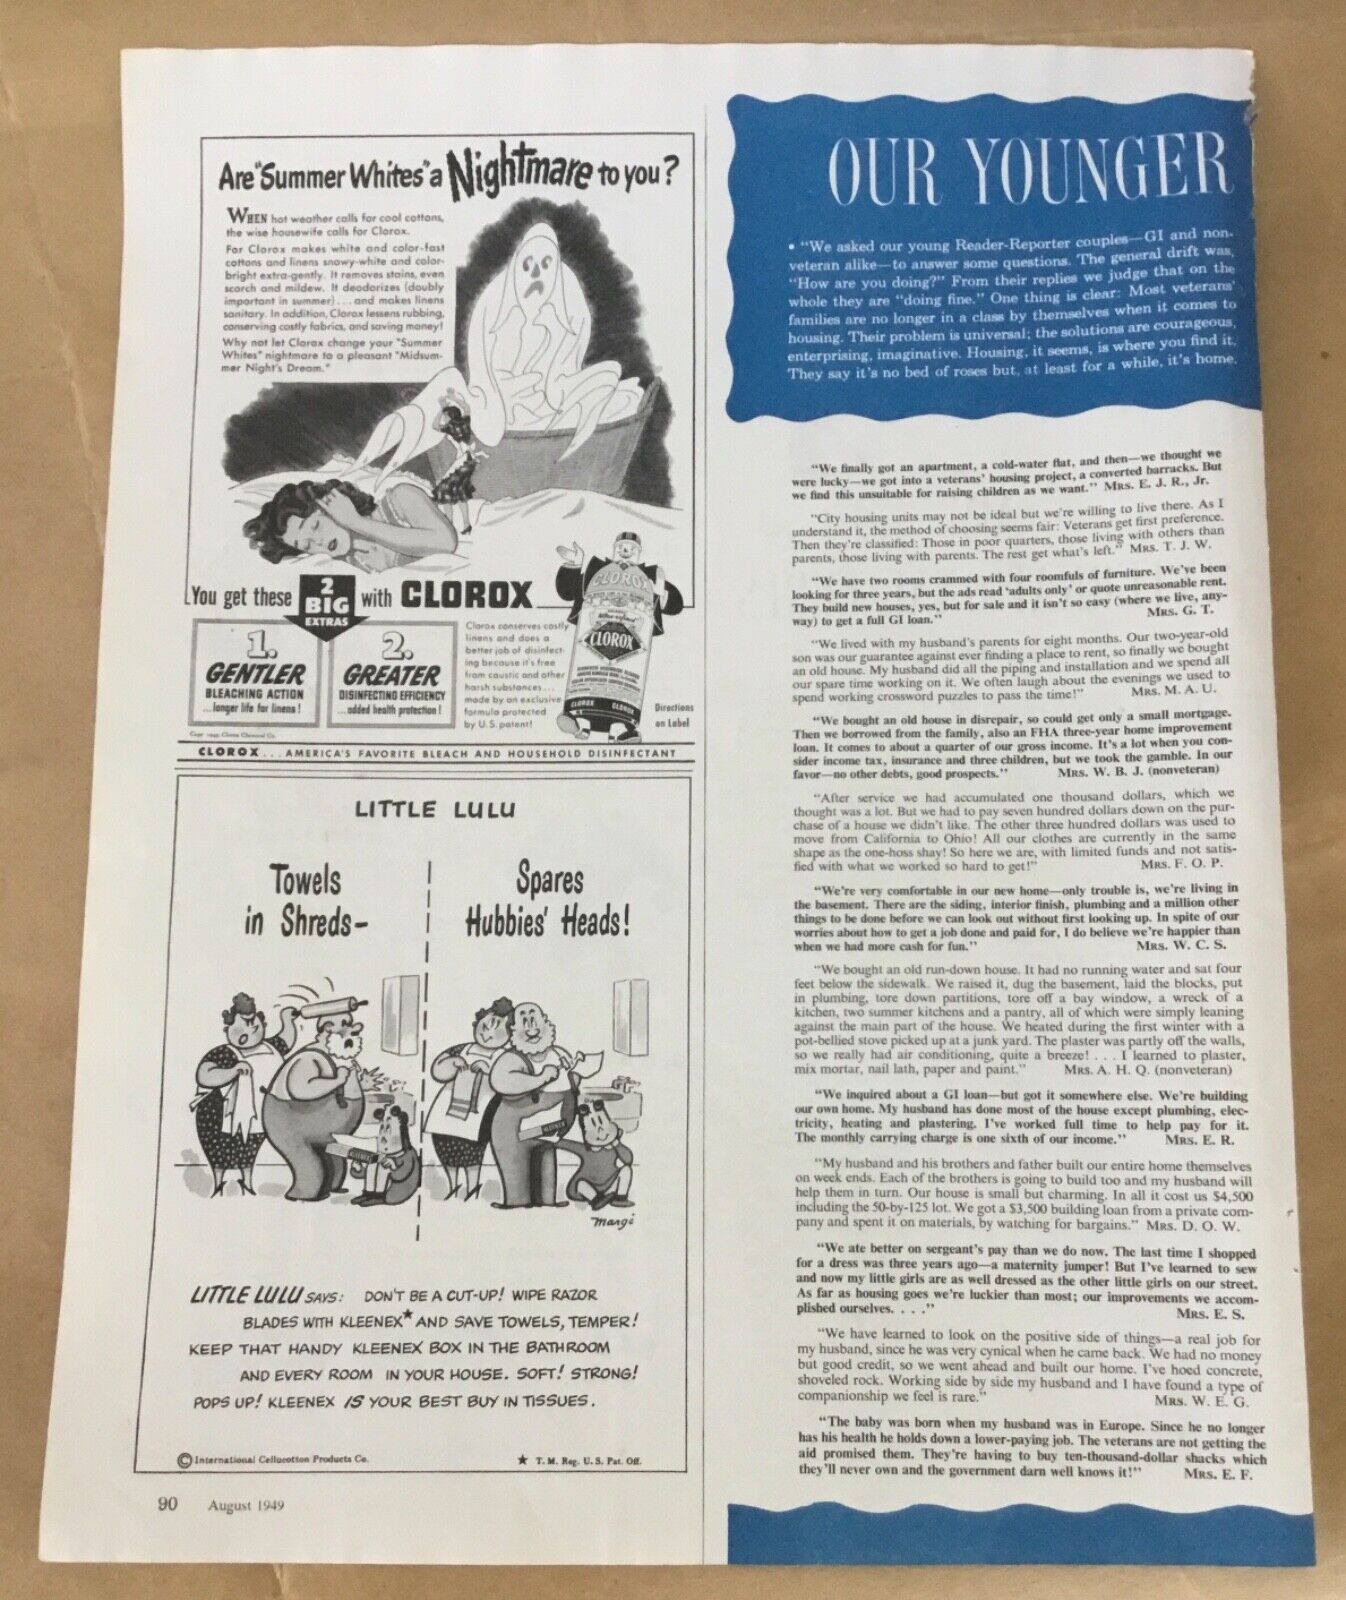 Are "Summer Whites" a Nightmare to you?
WHEN hot weather calls for cool cottons,
the wise housewife calls for Clorox.
For Clorox makes white and color-fast
cottons and linens snowy-white and color-
bright extra-gently. It removes stains, even
scorch and mildew. It deodorizes (doubly
important in summer)...and makes linens
sanitary. In addition, Clorox lessens rubbing,
conserving costly fabrics, and saving money!
Why not let Clorox change your "Summer
Whites" nightmare to a pleasant "Midsum-
mer Night's Dream."
You get these 2 BIG EXTRAS with CLOROX
1.
GENTLER
BLEACHING ACTION
...longer life for linens!
2.
GREATER
DISINFECTING EFFICIENCY
...added health protection!
Clorox conserves costly
linens and does a
better job of disinfect-
ing because it's free
from caustic and other
harsh substances...
made by an exclusive
formula protected
by U.S. patent!
CLOROX
CLOROX
CLOROX CLOROX
Directions
on Label
Copr. 1949, Clorox Chemical Co.
CLOROX... AMERICA'S FAVORITE BLEACH AND HOUSEHOLD DISINFECTANT
LITTLE LULU
Towels
in Shreds-
Spares
Hubbies' Heads!
KLEENEX
KLEENEX
marge
LITTLE LULU SAYS: DON'T BE A CUT-UP! WIPE RAZOR
BLADES WITH KLEENEX★ AND SAVE TOWELS, TEMPER!
KEEP THAT HANDY KLEENEX BOX IN THE BATHROOM
AND EVERY ROOM IN YOUR HOUSE. SOFT! STRONG!
POPS UP! KLEENEX IS YOUR BEST BUY IN TISSUES.
© International Cellucotton Products Co.
★ T. M. Reg. U. S. Pat. Off.
90 August 1949
OUR YOUNGER
• "We asked our young Reader-Reporter couples—GI and non-
veteran alike—to answer some questions. The general drift was,
"How are you doing?" From their replies we judge that on the
whole they are "doing fine." One thing is clear: Most veterans'
families are no longer in a class by themselves when it comes to
housing. Their problem is universal; the solutions are courageous,
enterprising, imaginative. Housing, it seems, is where you find it.
They say it's no bed of roses but, at least for a while, it's home.
"We finally got an apartment, a cold-water flat, and then—we thought we
were lucky—we got into a veterans' housing project, a converted barracks. But
we find this unsuitable for raising children as we want." MRS. E. J. R., Jr.
"City housing units may not be ideal but we're willing to live there. As I
understand it, the method of choosing seems fair: Veterans get first preference.
Then they're classified: Those in poor quarters, those living with others than
parents, those living with parents. The rest get what's left." MRS. T. J. W.
"We have two rooms crammed with four roomfuls of furniture. We've been
looking for three years, but the ads read 'adults only' or quote unreasonable rent.
They build new houses, yes, but for sale and it isn't so easy (where we live, any-
way) to get a full GI loan." MRS. G. T.
"We lived with my husband's parents for eight months. Our two-year-old
son was our guarantee against ever finding a place to rent, so finally we bought
an old house. My husband did all the piping and installation and we spend all
our spare time working on it. We often laugh about the evenings we used to
spend working crossword puzzles to pass the time!" MRS. M. A. U.
"We bought an old house in disrepair, so could get only a small mortgage.
Then we borrowed from the family, also an FHA three-year home improvement
loan. It comes to about a quarter of our gross income. It's a lot when you con-
sider income tax, insurance and three children, but we took the gamble. In our
favor—no other debts, good prospects." MRS. W. B. J. (nonveteran)
"After service we had accumulated one thousand dollars, which we
thought was a lot. But we had to pay seven hundred dollars down on the pur-
chase of a house we didn't like. The other three hundred dollars was used to
move from California to Ohio! All our clothes are currently in the same
shape as the one-hoss shay! So here we are, with limited funds and not satis-
fied with what we worked so hard to get!" MRS. F. O. P.
"We're very comfortable in our new home—only trouble is, we're living in
the basement. There are the siding, interior finish, plumbing and a million other
things to be done before we can look out without first looking up. In spite of our
worries about how to get a job done and paid for, I do believe we're happier than
when we had more cash for fun." MRS. W. C. S.
"We bought an old run-down house. It had no running water and sat four
feet below the sidewalk. We raised it, dug the basement, laid the blocks, put
in plumbing, tore down partitions, tore off a bay window, a wreck of a
kitchen, two summer kitchens and a pantry, all of which were simply leaning
against the main part of the house. We heated during the first winter with a
pot-bellied stove picked up at a junk yard. The plaster was partly off the walls,
so we really had air conditioning, quite a breeze! . . . I learned to plaster,
mix mortar, nail lath, paper and paint." MRS. A. H. Q. (nonveteran)
"We inquired about a GI loan—but got it somewhere else. We're building
our own home. My husband has done most of the house except plumbing, elec-
tricity, heating and plastering. I've worked full time to help pay for it.
The monthly carrying charge is one sixth of our income." MRS. E. R.
"My husband and his brothers and father built our entire home themselves
on week ends. Each of the brothers is going to build too and my husband will
help them in turn. Our house is small but charming. In all it cost us $4,500
including the 50-by-125 lot. We got a $3,500 building loan from a private com-
pany and spent it on materials, by watching for bargains." MRS. D. O. W.
"We ate better on sergeant's pay than we do now. The last time I shopped
for a dress was three years ago—a maternity jumper! But I've learned to sew
and now my little girls are as well dressed as the other little girls on our street.
As far as housing goes we're luckier than most; our improvements we accom-
plished ourselves. . . ." MRS. E. S.
"We have learned to look on the positive side of things—a real job for
my husband, since he was very cynical when he came back. We had no money
but good credit, so we went ahead and built our home. I've hoed concrete,
shoveled rock. Working side by side my husband and I have found a type of
companionship we feel is rare." MRS. W. E. G.
"The baby was born when my husband was in Europe. Since he no longer
has his health he holds down a lower-paying job. The veterans are not getting the
aid promised them. They're having to buy ten-thousand-dollar shacks which
they'll never own and the government darn well knows it!" MRS. E. F.